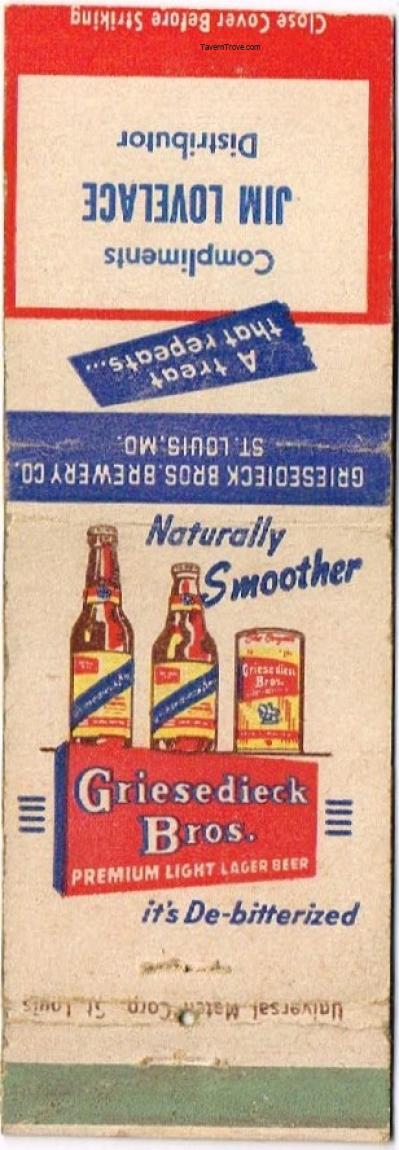 Close Cover Before Striking
TavernTrove.com
Compliments
JIM LOVELACE
Distributor
A treat
that repeats...
GRIESEDIECK BROS. BREWERY CO.
ST. LOUIS, MO.
Naturally
Smoother
Griesedieck
Bros.
Griesedieck
Bros.
PREMIUM LIGHT LAGER BEER
it's De-bitterized
Universal Match Corp. St. Louis